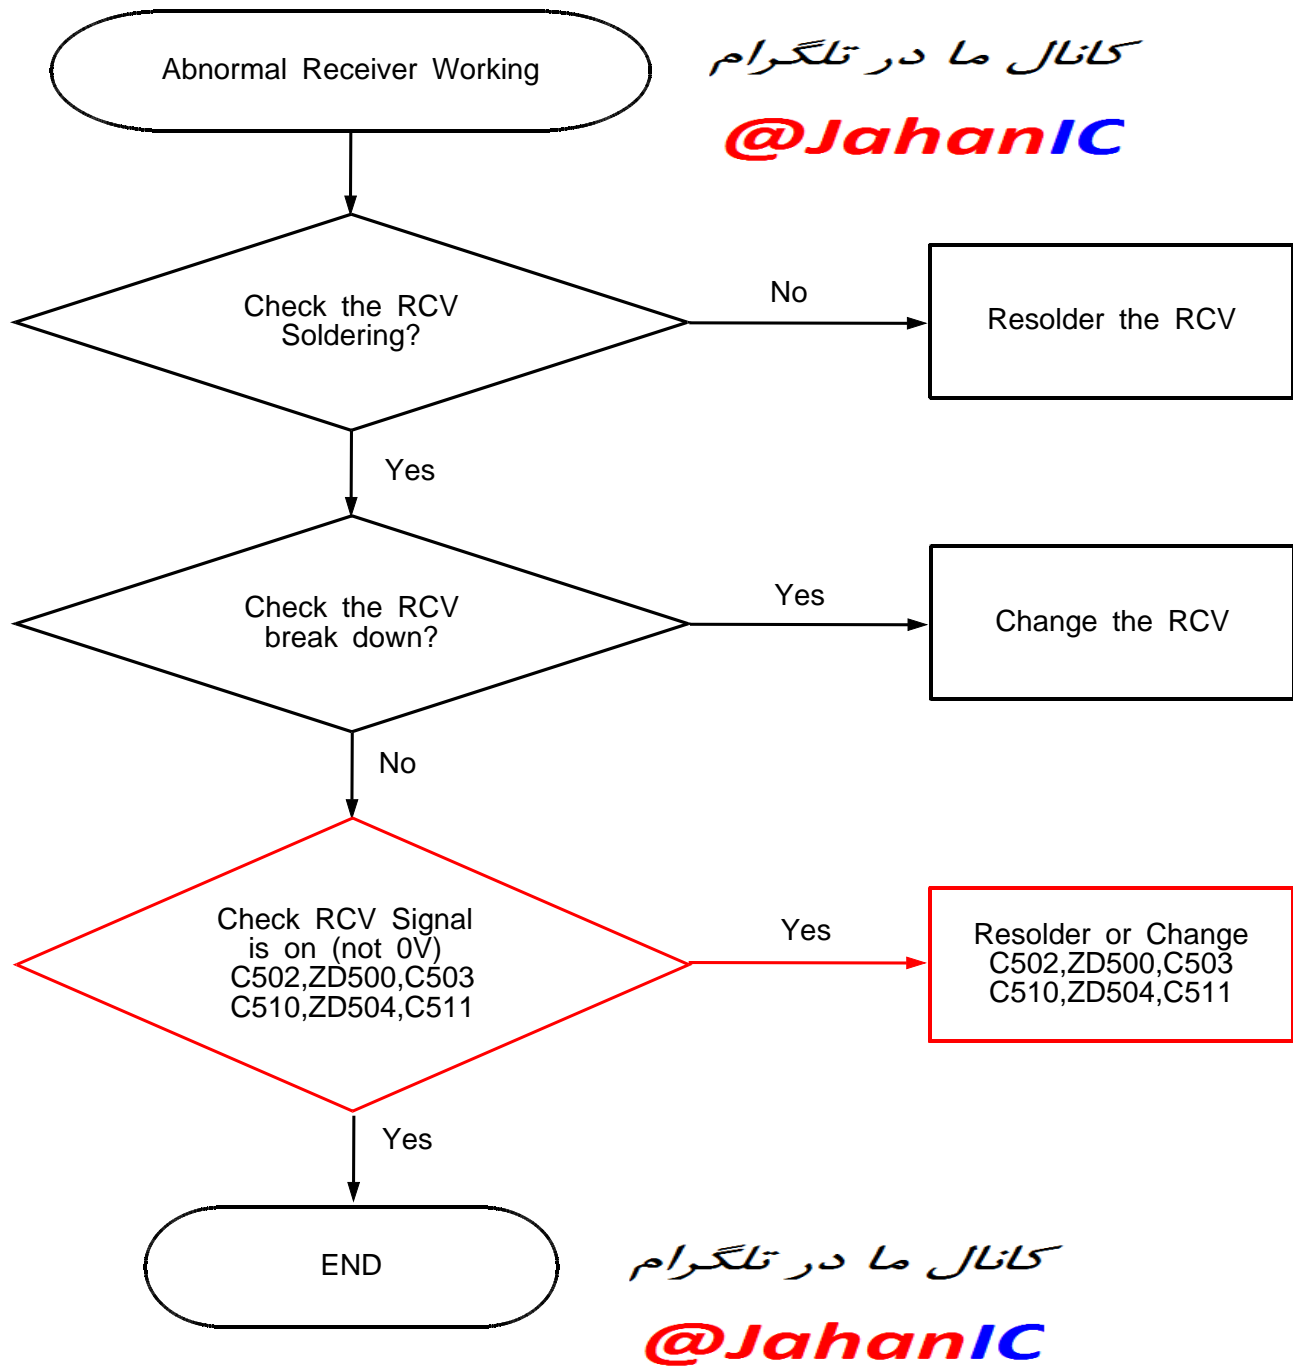 Abnormal Receiver Working
کانال ما در تلگرام
@JahanIC
Check the RCV
Soldering?
No
Resolder the RCV
Yes
Check the RCV
break down?
Yes
Change the RCV
No
Check RCV Signal
is on (not 0V)
C502,ZD500,C503
C510,ZD504,C511
Yes
Resolder or Change
C502,ZD500,C503
C510,ZD504,C511
Yes
END
کانال ما در تلگرام
@JahanIC